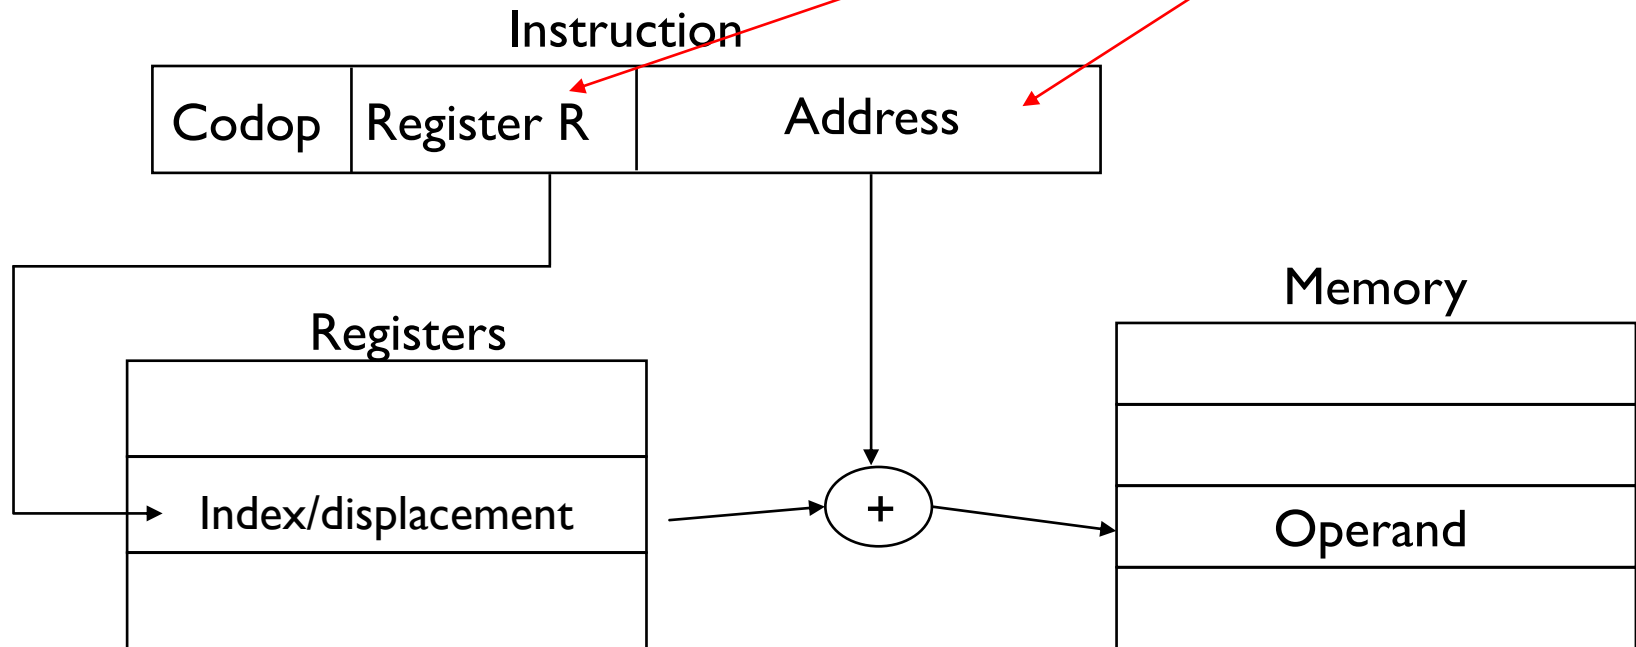 Instruction
Codop
Register R
Address
Memory
Registers
Index/displacement
+
Operand